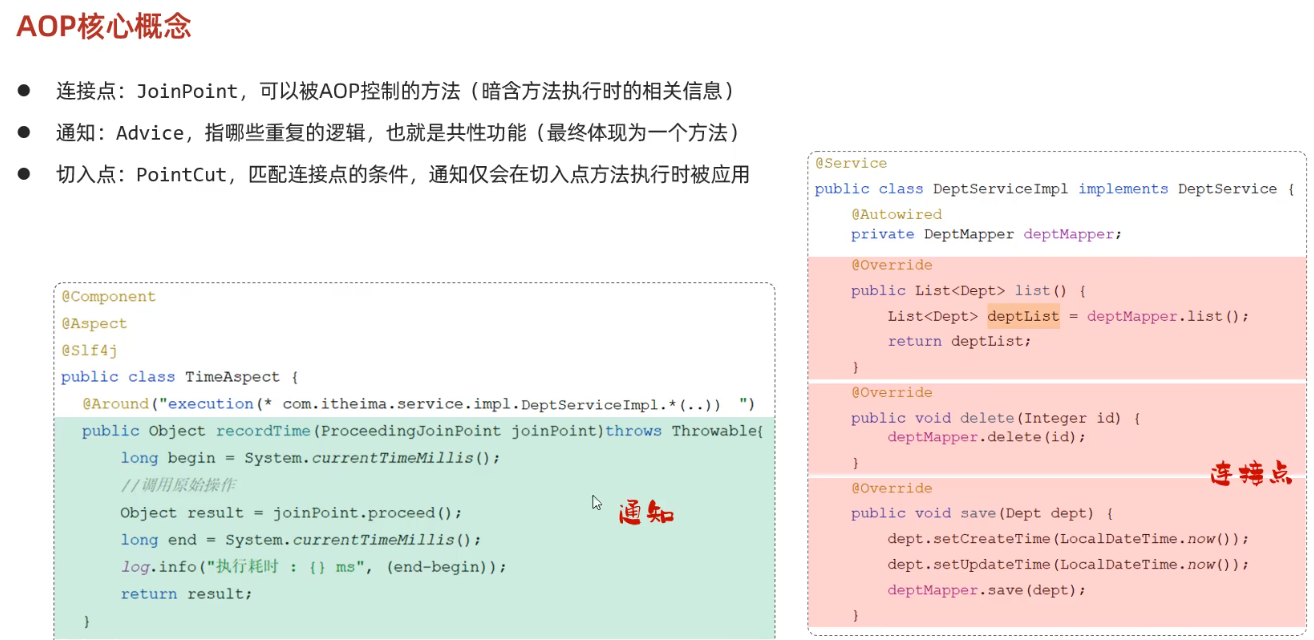 AOP核心概念
连接点：JoinPoint，可以被AOP控制的方法（暗含方法执行时的相关信息）
通知：Advice，指哪些重复的逻辑，也就是共性功能（最终体现为一个方法）
切入点：PointCut，匹配连接点的条件，通知仅会在切入点方法执行时被应用
@Component
@Aspect
@Slf4j
public class TimeAspect {
@Around("execution(* com.itheima.service.impl.DeptServiceImpl.*(..))  ")
public Object recordTime(ProceedingJoinPoint joinPoint)throws Throwable{
long begin = System.currentTimeMillis();
//调用原始操作
Object result = joinPoint.proceed();
long end = System.currentTimeMillis();
log.info("执行耗时 : {} ms", (end-begin));
return result;
}
通知
@Service
public class DeptServiceImpl implements DeptService {
@Autowired
private DeptMapper deptMapper;
@Override
public List<Dept> list() {
List<Dept> deptList = deptMapper.list();
return deptList;
}
@Override
public void delete(Integer id) {
deptMapper.delete(id);
}
@Override
public void save(Dept dept) {
dept.setCreateTime(LocalDateTime.now());
dept.setUpdateTime(LocalDateTime.now());
deptMapper.save(dept);
}
连接点